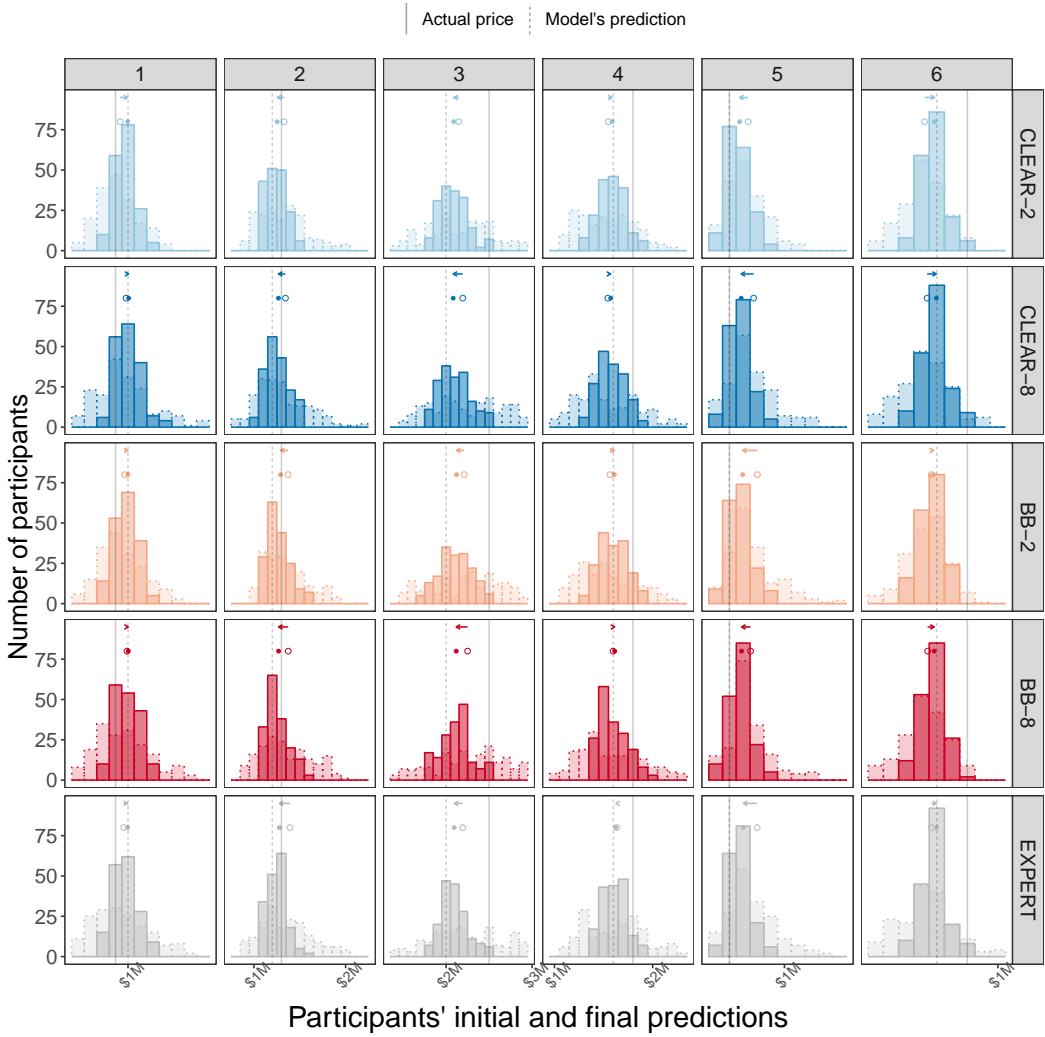 Actual price Model's prediction
1 2 3 4 5 6
75
50
25
0
CLEAR−2
75
50
25
0
CLEAR−8
75
50
25
0
BB−2
75
50
25
0
BB−8
75
50
25
0
EXPERT
Number of participants
$1M $1M $2M $2M $3M $1M $2M $1M $1M
Participants' initial and final predictions